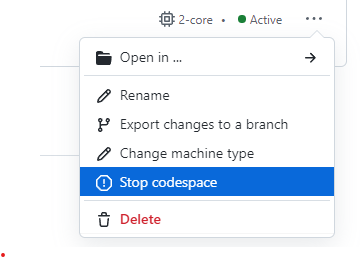 2-core • Active ...
Open in ...
Rename
Export changes to a branch
Change machine type
Stop codespace
Delete